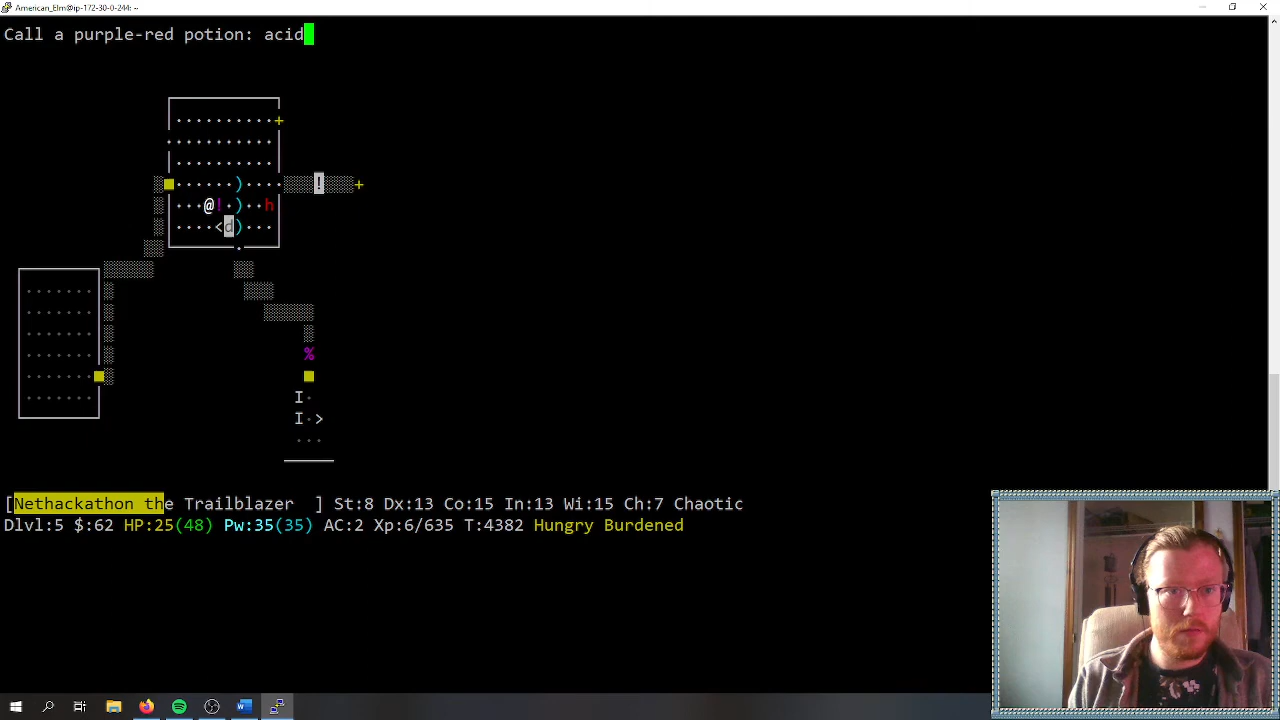 American_Elm@ip-172-30-0-244: ~
Call a purple-red potion: acid
[Nethackathon the Trailblazer ] St:8 Dx:13 Co:15 In:13 Wi:15 Ch:7 Chaotic
Dlvl:5 $:62 HP:25(48) Pw:35(35) AC:2 Xp:6/635 T:4382 Hungry Burdened